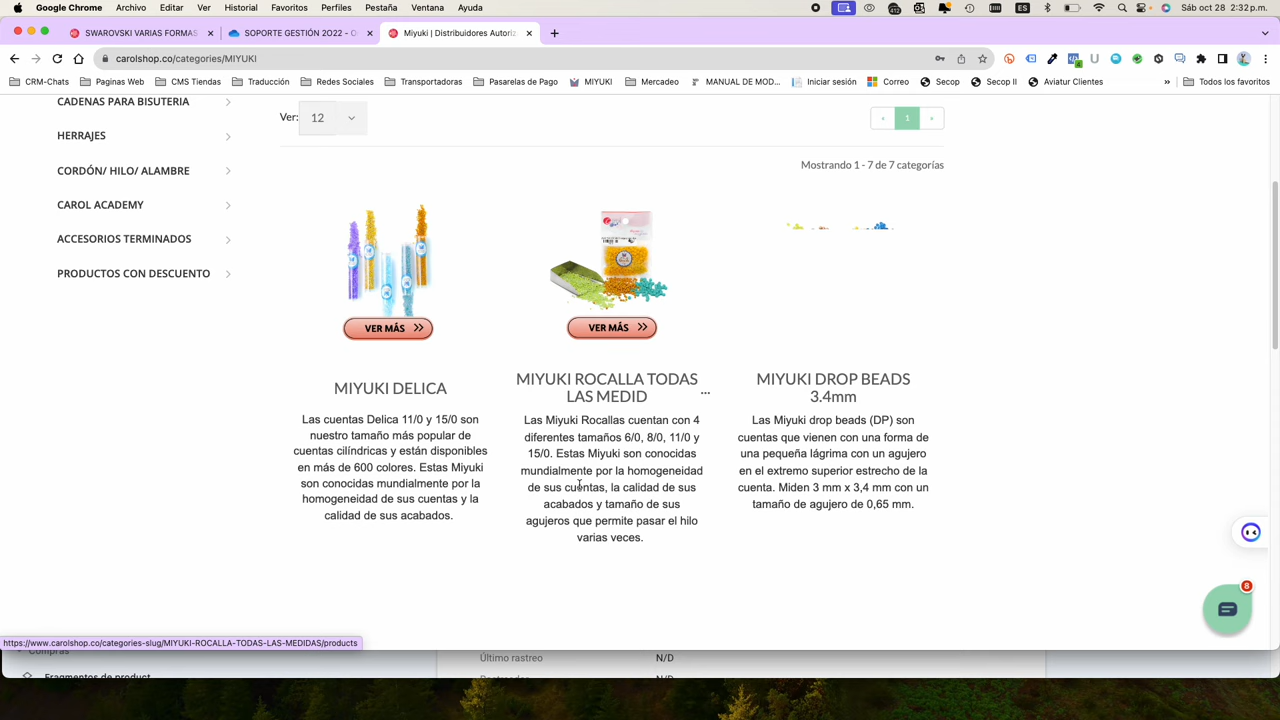 Google Chrome Archivo Editar Ver Historial Favoritos Perfiles Pestaña Ventana Ayuda
ES Sáb oct 28 2:32 p.m.
SWAROVSKI VARIAS FORMAS
SOPORTE GESTIÓN 2O22 - O
Miyuki | Distribuidores Autoriz
carolshop.co/categories/MIYUKI
CRM-Chats Paginas Web CMS Tiendas Traducción Redes Sociales Transportadoras Pasarelas de Pago MIYUKI Mercadeo MANUAL DE MOD... Iniciar sesión Correo Secop Secop II Aviatur Clientes » Todos los favoritos
CADENAS PARA BISUTERIA
HERRAJES
CORDÓN/ HILO/ ALAMBRE
CAROL ACADEMY
ACCESORIOS TERMINADOS
PRODUCTOS CON DESCUENTO
Ver: 12
« 1 »
Mostrando 1 - 7 de 7 categorías
VER MÁS >>
MIYUKI DELICA
Las cuentas Delica 11/0 y 15/0 son
nuestro tamaño más popular de
cuentas cilíndricas y están disponibles
en más de 600 colores. Estas Miyuki
son conocidas mundialmente por la
homogeneidad de sus cuentas y la
calidad de sus acabados.
VER MÁS >>
MIYUKI ROCALLA TODAS
LAS MEDID ...
Las Miyuki Rocallas cuentan con 4
diferentes tamaños 6/0, 8/0, 11/0 y
15/0. Estas Miyuki son conocidas
mundialmente por la homogeneidad
de sus cuentas, la calidad de sus
acabados y tamaño de sus
agujeros que permite pasar el hilo
varias veces.
MIYUKI DROP BEADS
3.4mm
Las Miyuki drop beads (DP) son
cuentas que vienen con una forma de
una pequeña lágrima con un agujero
en el extremo superior estrecho de la
cuenta. Miden 3 mm x 3,4 mm con un
tamaño de agujero de 0,65 mm.
8
https://www.carolshop.co/categories-slug/MIYUKI-ROCALLA-TODAS-LAS-MEDIDAS/products
Compras
Fragmentos de product
Último rastreo N/D
N/D